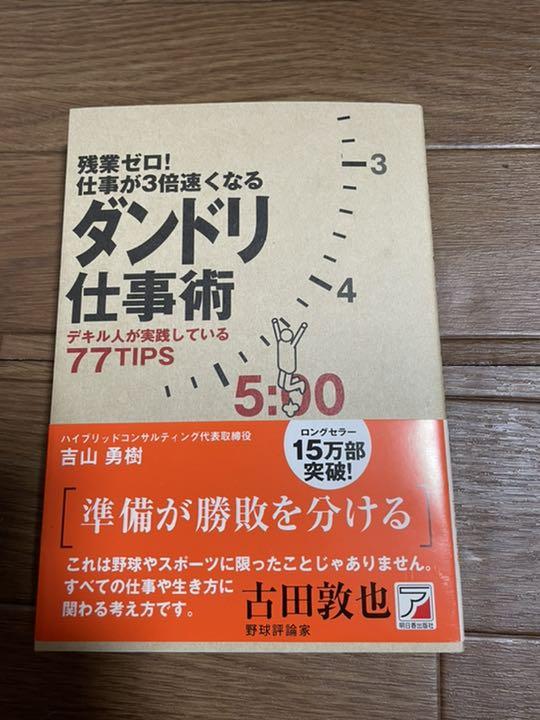 残業ゼロ!
仕事が3倍速くなる
ダンドリ
仕事術
デキル人が実践している
77TIPS
3
4
5:00
ハイブリッドコンサルティング代表取締役
吉山 勇樹
ロングセラー
15万部
突破!
[準備が勝敗を分ける]
これは野球やスポーツに限ったことじゃありません。
すべての仕事や生き方に
関わる考え方です。
古田敦也
野球評論家
明日香出版社